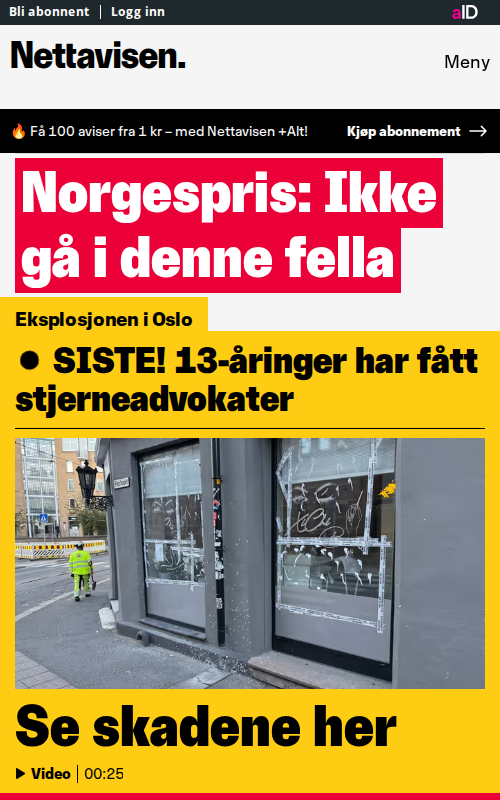 Bli abonnent | Logg inn aID
Nettavisen.
Meny
🔥 Få 100 aviser fra 1 kr – med Nettavisen +Alt! Kjøp abonnement →
Norgespris: Ikke
gå i denne fella
Eksplosjonen i Oslo
● SISTE! 13-åringer har fått
stjerneadvokater
Se skadene her
Video | 00:25